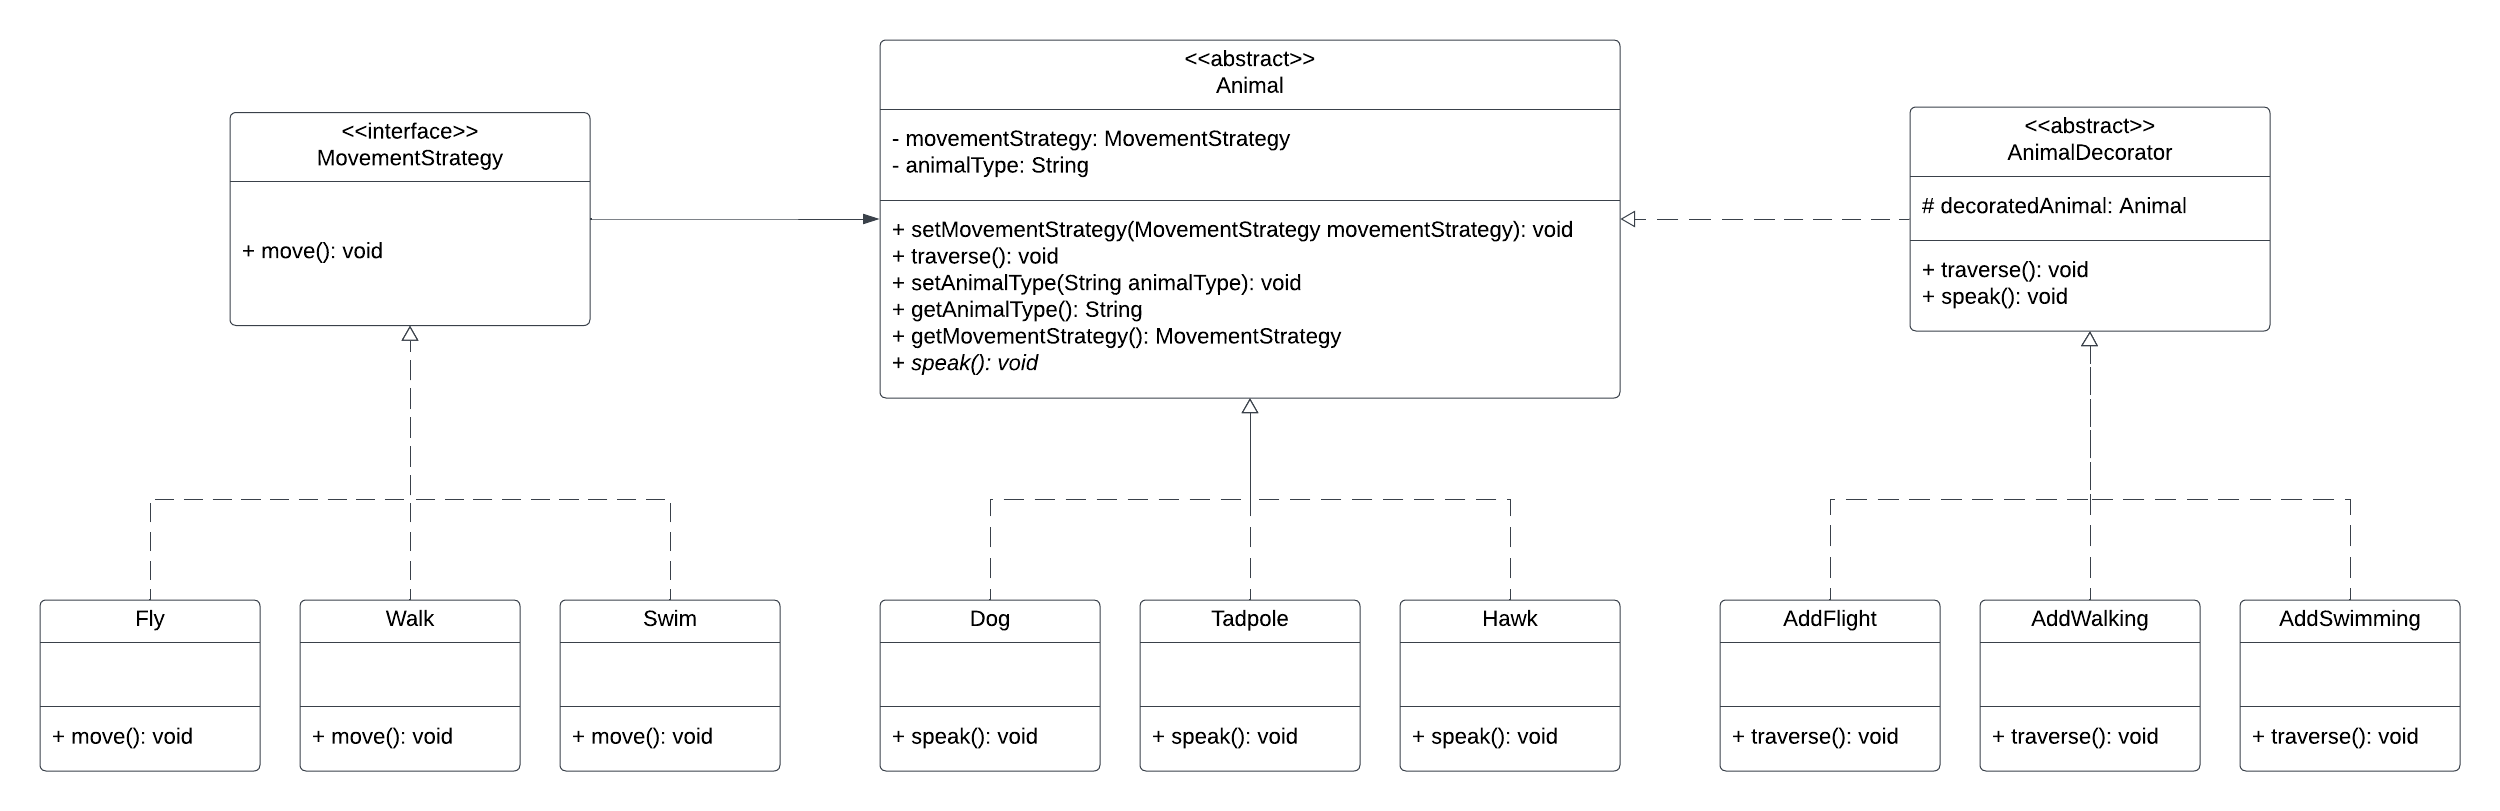 <<interface>>
MovementStrategy
+ move(): void
<<abstract>>
Animal
- movementStrategy: MovementStrategy
- animalType: String
+ setMovementStrategy(MovementStrategy movementStrategy): void
+ traverse(): void
+ setAnimalType(String animalType): void
+ getAnimalType(): String
+ getMovementStrategy(): MovementStrategy
+ speak(): void
<<abstract>>
AnimalDecorator
# decoratedAnimal: Animal
+ traverse(): void
+ speak(): void
Fly
+ move(): void
Walk
+ move(): void
Swim
+ move(): void
Dog
+ speak(): void
Tadpole
+ speak(): void
Hawk
+ speak(): void
AddFlight
+ traverse(): void
AddWalking
+ traverse(): void
AddSwimming
+ traverse(): void